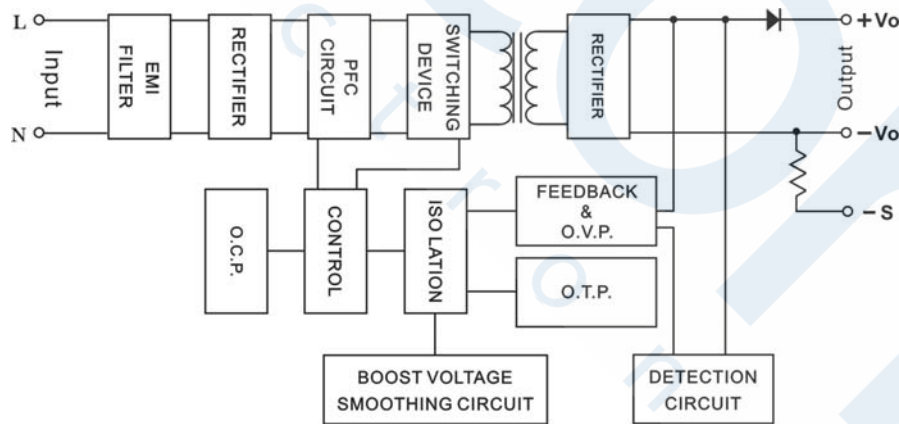 L
N
Input
EMI
FILTER
RECTIFIER
PFC
CIRCUIT
SWITCHING
DEVICE
RECTIFIER
+Vo
Output
-Vo
-S
O.C.P.
CONTROL
ISO LATION
FEEDBACK
&
O.V.P.
O.T.P.
BOOST VOLTAGE
SMOOTHING CIRCUIT
DETECTION
CIRCUIT
c t r o n